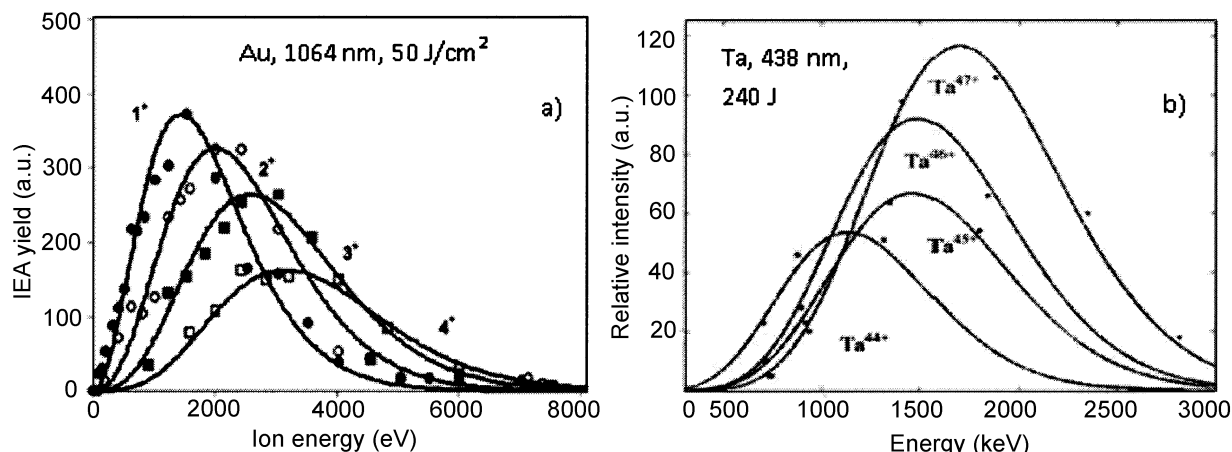 Au, 1064 nm, 50 J/cm²
a)
1⁺
2⁺
3⁺
4⁺
IEA yield (a.u.)
500
400
300
200
100
0
0 2000 4000 6000 8000
Ion energy (eV)
Ta, 438 nm,
240 J
b)
Ta⁴⁷⁺
Ta⁴⁶⁺
Ta⁴⁵⁺
Ta⁴⁴⁺
Relative intensity (a.u.)
120
100
80
60
40
20
0 500 1000 1500 2000 2500 3000
Energy (keV)